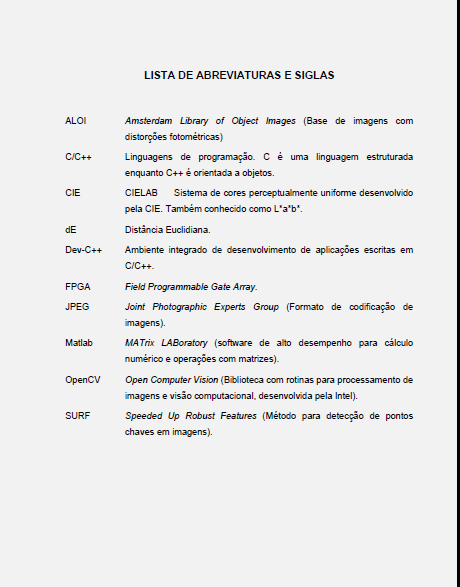 LISTA DE ABREVIATURAS E SIGLAS
ALOI Amsterdam Library of Object Images (Base de imagens com
distorções fotométricas)
C/C++ Linguagens de programação. C é uma linguagem estruturada
enquanto C++ é orientada a objetos.
CIE CIELAB Sistema de cores perceptualmente uniforme desenvolvido
pela CIE. Também conhecido como L*a*b*.
dE Distância Euclidiana.
Dev-C++ Ambiente integrado de desenvolvimento de aplicações escritas em
C/C++.
FPGA Field Programmable Gate Array.
JPEG Joint Photographic Experts Group (Formato de codificação de
imagens).
Matlab MATrix LABoratory (software de alto desempenho para cálculo
numérico e operações com matrizes).
OpenCV Open Computer Vision (Biblioteca com rotinas para processamento de
imagens e visão computacional, desenvolvida pela Intel).
SURF Speeded Up Robust Features (Método para detecção de pontos
chaves em imagens).